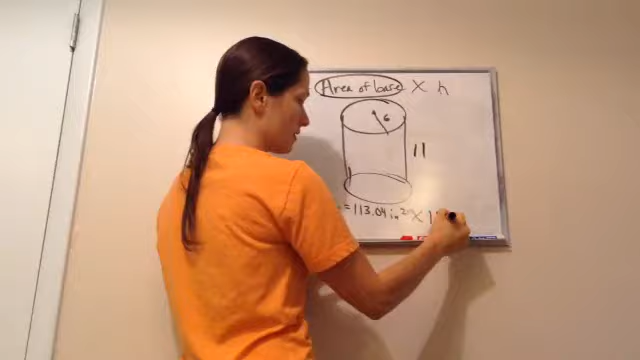 Area of base X h
6
11
= 113.04 in² X 1